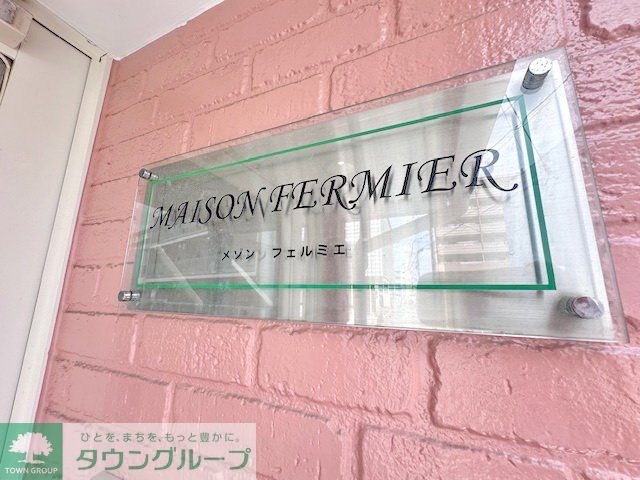 MAISON FERMIER
メゾン フェルミエ
ひとを、まちを、もっと豊かに。
タウングループ
TOWN GROUP